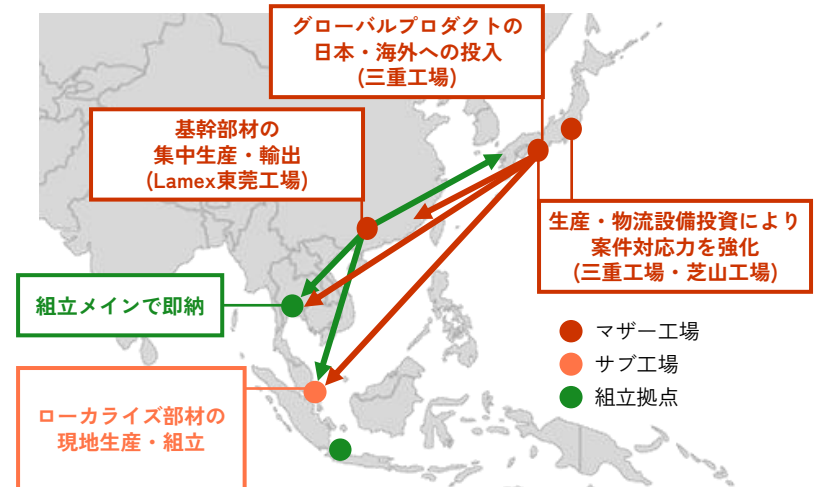 グローバルプロダクトの
日本・海外への投入
(三重工場)
基幹部材の
集中生産・輸出
(Lamex東莞工場)
生産・物流設備投資により
案件対応力を強化
(三重工場・芝山工場)
組立メインで即納
マザー工場
サブ工場
組立拠点
ローカライズ部材の
現地生産・組立